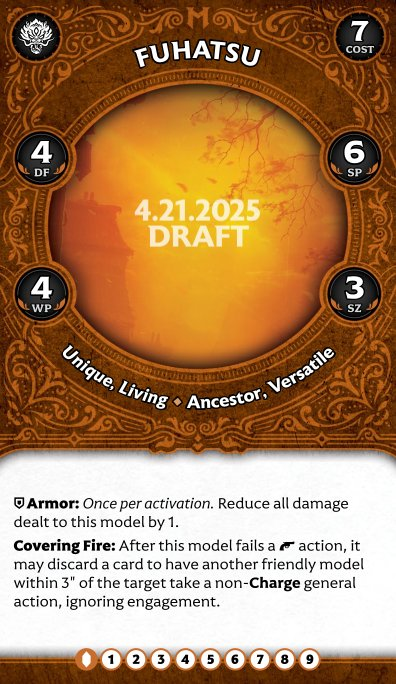 FUHATSU
7
COST
4
DF
6
SP
4.21.2025
DRAFT
4
WP
3
SZ
Unique, Living ⬥ Ancestor, Versatile
Armor: Once per activation. Reduce all damage
dealt to this model by 1.
Covering Fire: After this model fails a action, it
may discard a card to have another friendly model
within 3" of the target take a non-Charge general
action, ignoring engagement.
1 2 3 4 5 6 7 8 9